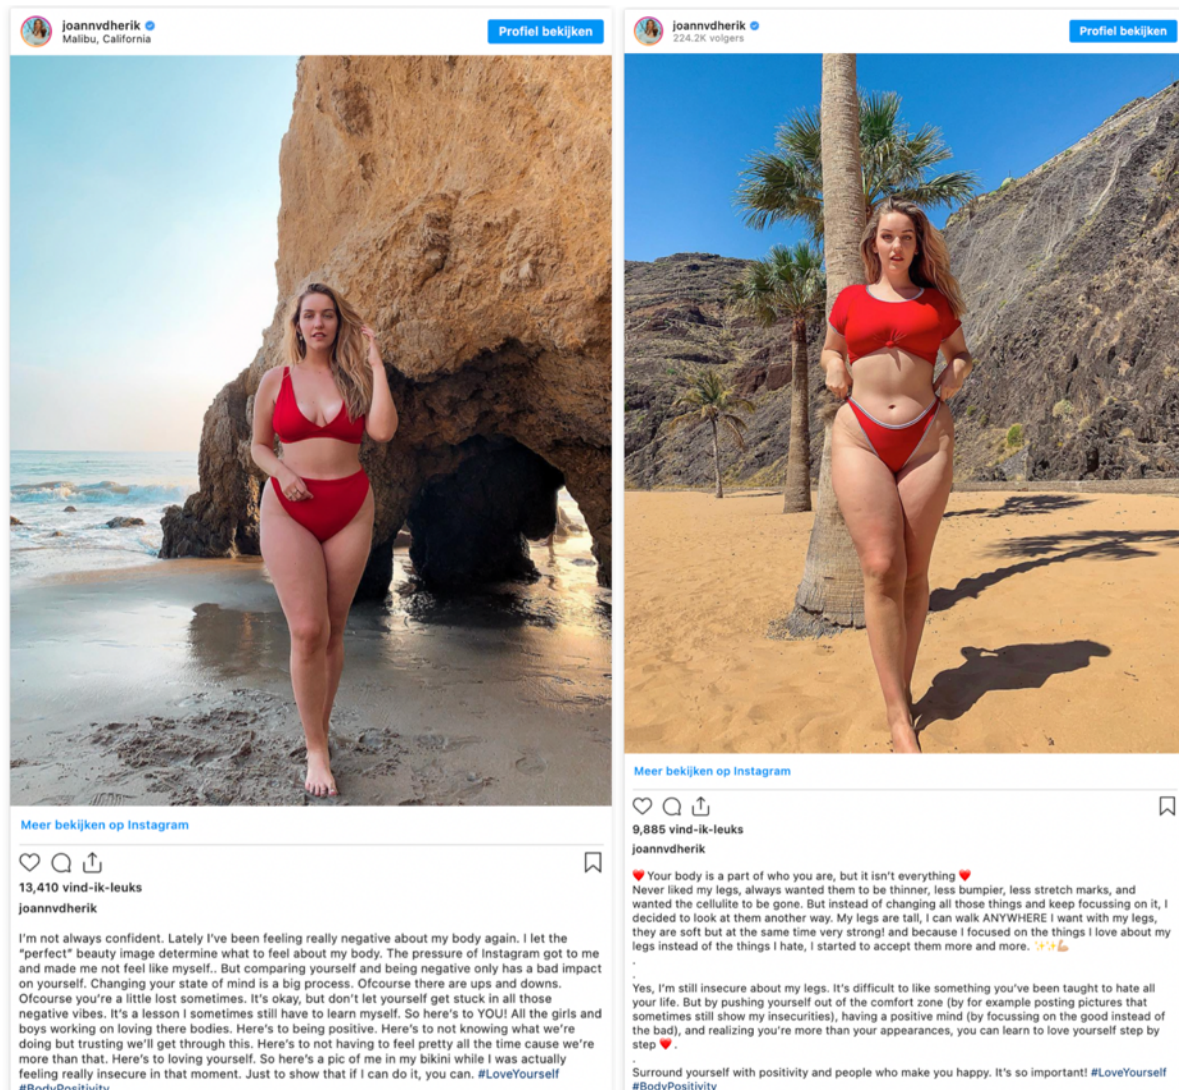 joannvdherik
Malibu, California
Profiel bekijken
Meer bekijken op Instagram
13,410 vind-ik-leuks
joannvdherik
I'm not always confident. Lately I've been feeling really negative about my body again. I let the
"perfect" beauty image determine what to feel about my body. The pressure of Instagram got to me
and made me not feel like myself.. But comparing yourself and being negative only has a bad impact
on yourself. Changing your state of mind is a big process. Ofcourse there are ups and downs.
Ofcourse you're a little lost sometimes. It's okay, but don't let yourself get stuck in all those
negative vibes. It's a lesson I sometimes still have to learn myself. So here's to YOU! All the girls and
boys working on loving there bodies. Here's to being positive. Here's to not knowing what we're
doing but trusting we'll get through this. Here's to not having to feel pretty all the time cause we're
more than that. Here's to loving yourself. So here's a pic of me in my bikini while I was actually
feeling really insecure in that moment. Just to show that if I can do it, you can. #LoveYourself
#BodyPositivity
joannvdherik
224.2K volgers
Profiel bekijken
Meer bekijken op Instagram
9,885 vind-ik-leuks
joannvdherik
❤️ Your body is a part of who you are, but it isn't everything ❤️
Never liked my legs, always wanted them to be thinner, less bumpier, less stretch marks, and
wanted the cellulite to be gone. But instead of changing all those things and keep focussing on it, I
decided to look at them another way. My legs are tall, I can walk ANYWHERE I want with my legs,
they are soft but at the same time very strong! and because I focused on the things I love about my
legs instead of the things I hate, I started to accept them more and more. ✨✨💪🏼
.
.
Yes, I'm still insecure about my legs. It's difficult to like something you've been taught to hate all
your life. But by pushing yourself out of the comfort zone (by for example posting pictures that
sometimes still show my insecurities), having a positive mind (by focussing on the good instead of
the bad), and realizing you're more than your appearances, you can learn to love yourself step by
step ❤️ .
.
Surround yourself with positivity and people who make you happy. It's so important! #LoveYourself
#BodyPositivity